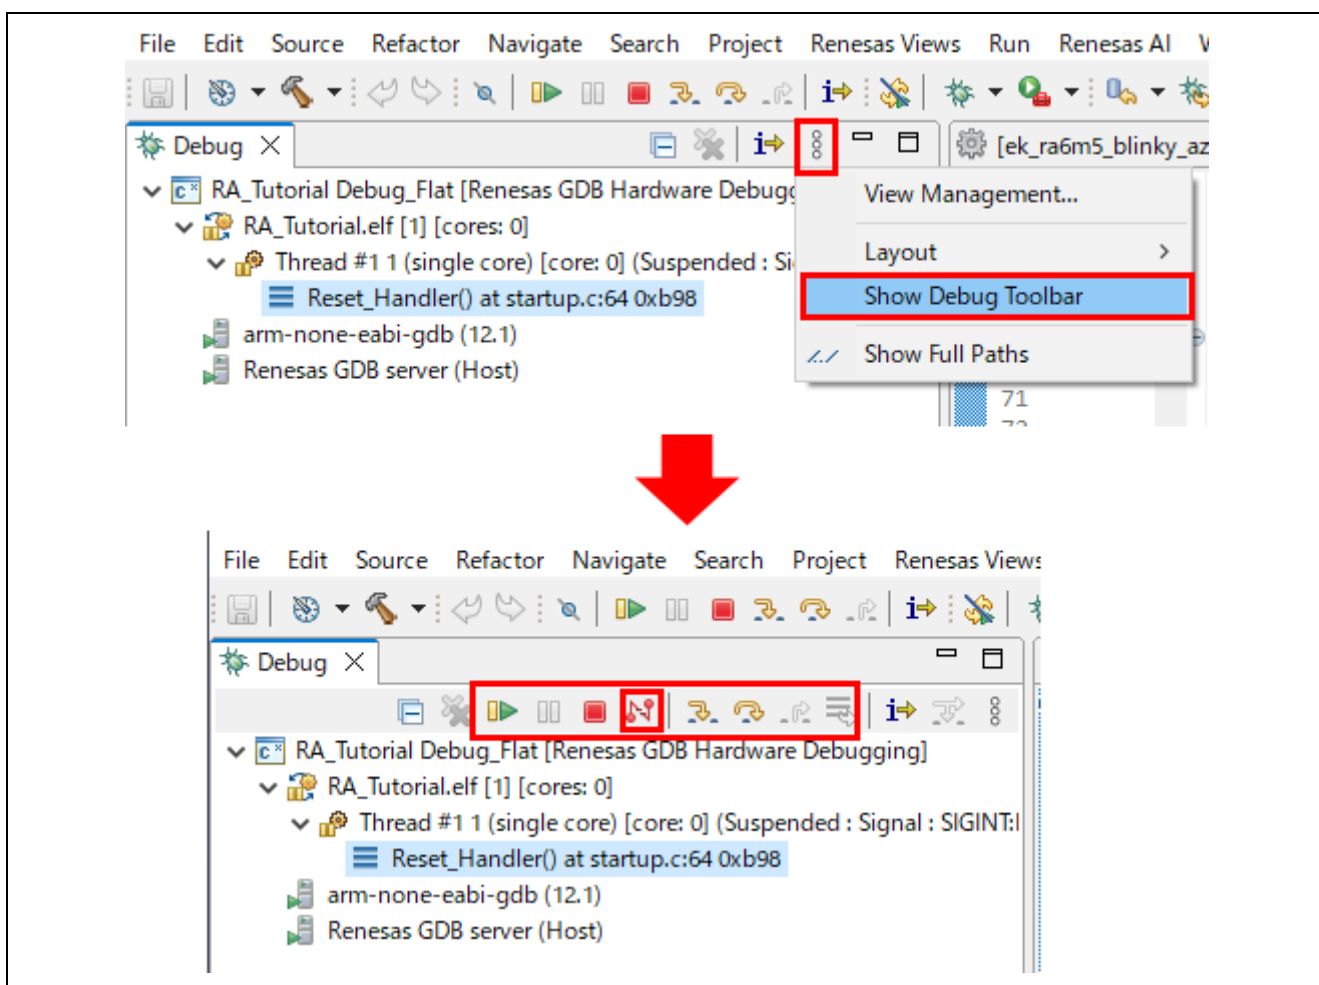 File Edit Source Refactor Navigate Search Project Renesas Views Run Renesas AI
Debug
[ek_ra6m5_blinky_az
RA_Tutorial Debug_Flat [Renesas GDB Hardware Debugg
View Management...
RA_Tutorial.elf [1] [cores: 0]
Layout
Thread #1 1 (single core) [core: 0] (Suspended : Si
Show Debug Toolbar
Reset_Handler() at startup.c:64 0xb98
arm-none-eabi-gdb (12.1)
Show Full Paths
Renesas GDB server (Host)
71
File Edit Source Refactor Navigate Search Project Renesas Views
Debug
RA_Tutorial Debug_Flat [Renesas GDB Hardware Debugging]
RA_Tutorial.elf [1] [cores: 0]
Thread #1 1 (single core) [core: 0] (Suspended : Signal : SIGINT:
Reset_Handler() at startup.c:64 0xb98
arm-none-eabi-gdb (12.1)
Renesas GDB server (Host)